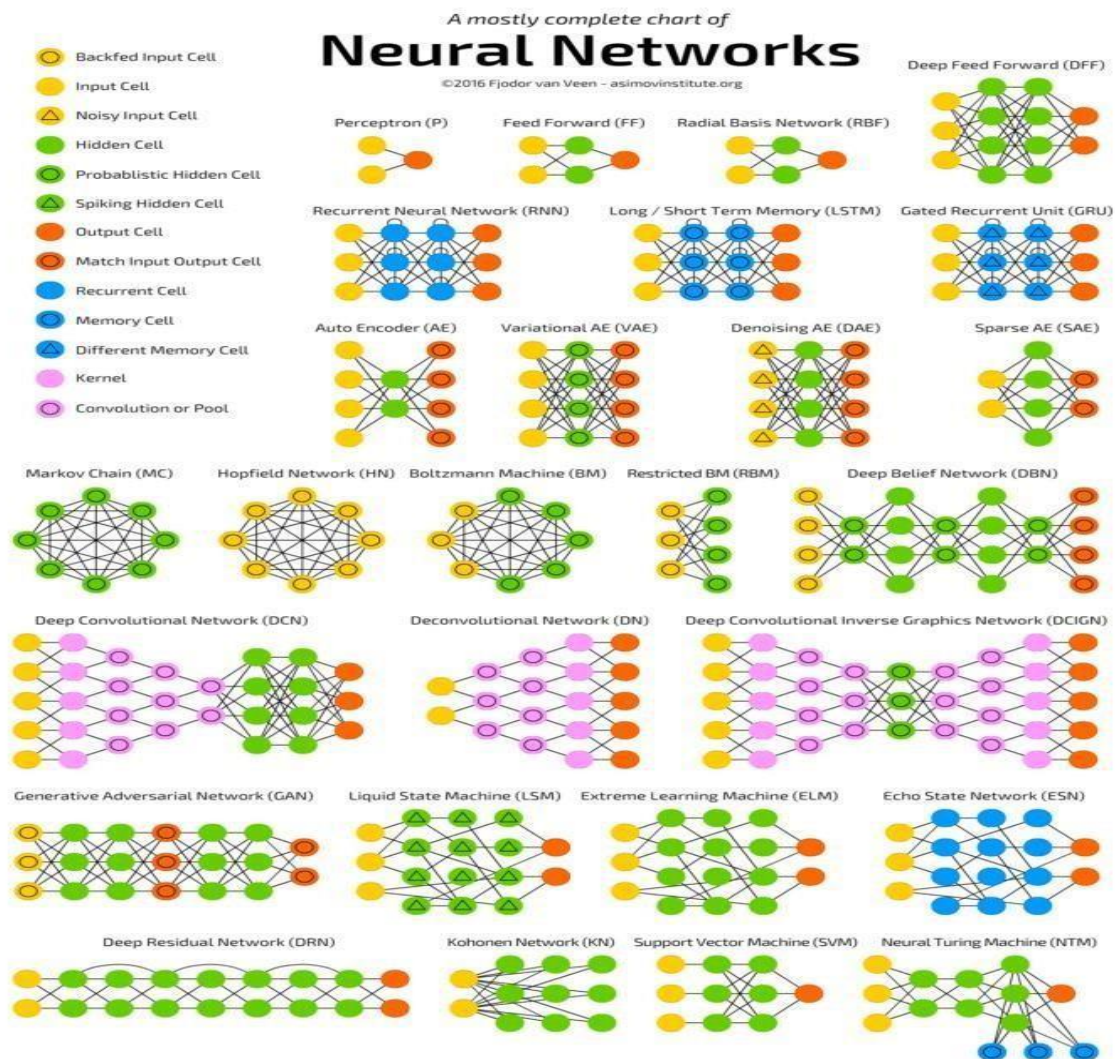 A mostly complete chart of
Neural Networks
©2016 Fjodor van Veen - asimovinstitute.org
Backfed Input Cell
Input Cell
Noisy Input Cell
Hidden Cell
Probablistic Hidden Cell
Spiking Hidden Cell
Output Cell
Match Input Output Cell
Recurrent Cell
Memory Cell
Different Memory Cell
Kernel
Convolution or Pool
Deep Feed Forward (DFF)
Perceptron (P)
Feed Forward (FF)
Radial Basis Network (RBF)
Recurrent Neural Network (RNN)
Long / Short Term Memory (LSTM)
Gated Recurrent Unit (GRU)
Auto Encoder (AE)
Variational AE (VAE)
Denoising AE (DAE)
Sparse AE (SAE)
Markov Chain (MC)
Hopfield Network (HN)
Boltzmann Machine (BM)
Restricted BM (RBM)
Deep Belief Network (DBN)
Deep Convolutional Network (DCN)
Deconvolutional Network (DN)
Deep Convolutional Inverse Graphics Network (DCIGN)
Generative Adversarial Network (GAN)
Liquid State Machine (LSM)
Extreme Learning Machine (ELM)
Echo State Network (ESN)
Deep Residual Network (DRN)
Kohonen Network (KN)
Support Vector Machine (SVM)
Neural Turing Machine (NTM)